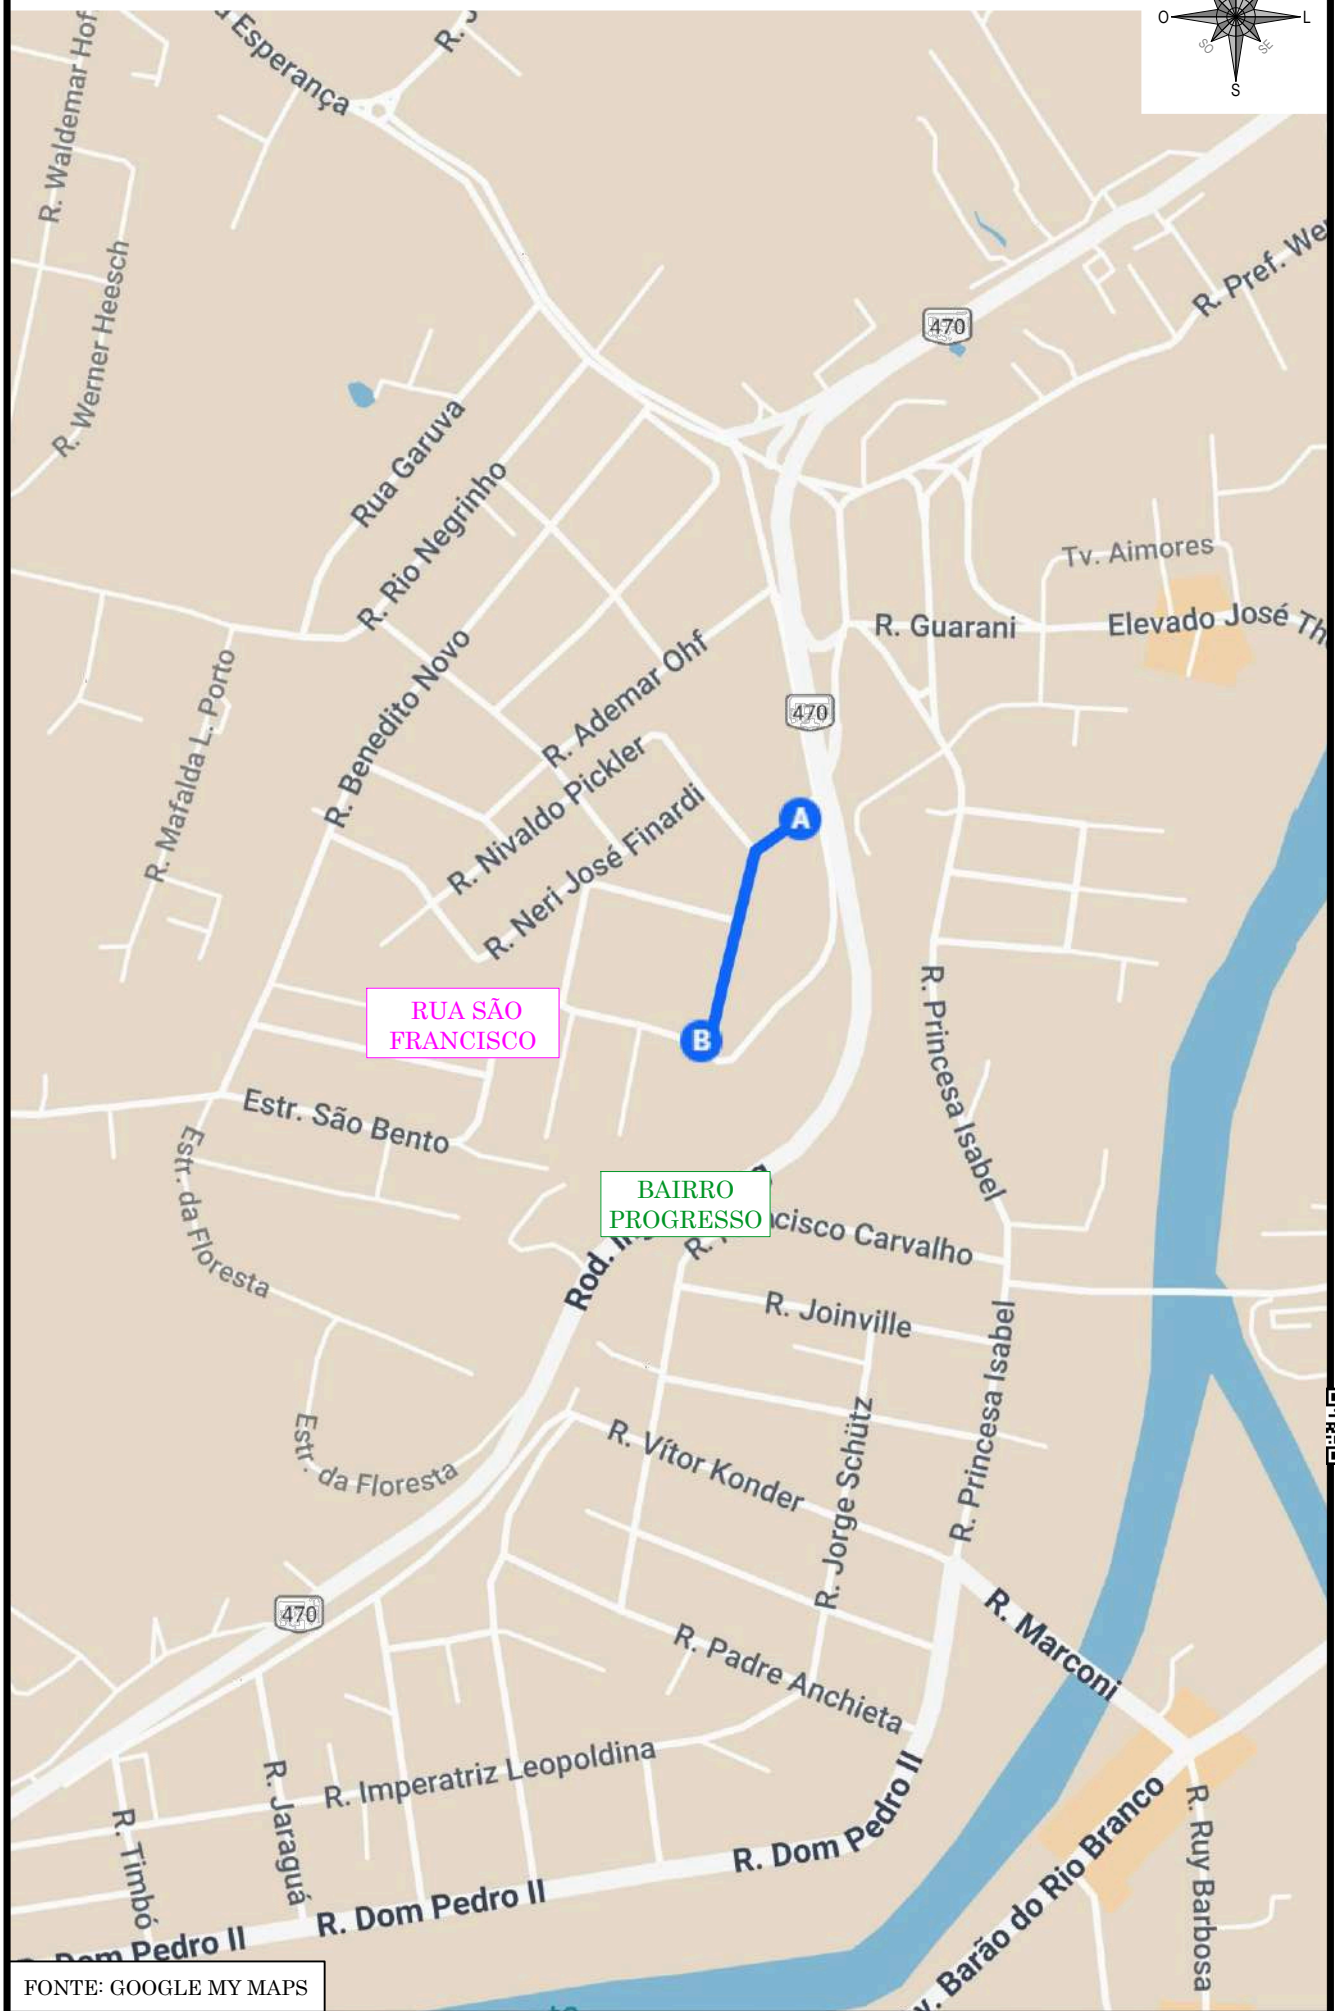 O
L
SO
SE
S
Esperança
R.
R. Waldemar Hof
R. Werner Heesch
R. Pref. We
470
Rua Garuva
R. Rio Negrinho
Tv. Aimores
R. Guarani
Elevado José Th
R. Mafalda L. Porto
R. Benedito Novo
R. Ademar Ohf
470
R. Nivaldo Pickler
R. Neri José Finardi
A
RUA SÃO
FRANCISCO
B
R. Princesa Isabel
Estr. São Bento
Estr. da Floresta
BAIRRO
PROGRESSO
Rod.
R.
cisco Carvalho
R. Joinville
R. Princesa Isabel
Estr. da Floresta
R. Vítor Konder
R. Jorge Schütz
470
R. Marconi
R. Padre Anchieta
R. Imperatriz Leopoldina
R. Jaraguá
R. Timbó
R. Dom Pedro II
R. Dom Pedro II
Dom Pedro II
v. Barão do Rio Branco
R. Ruy Barbosa
FONTE: GOOGLE MY MAPS